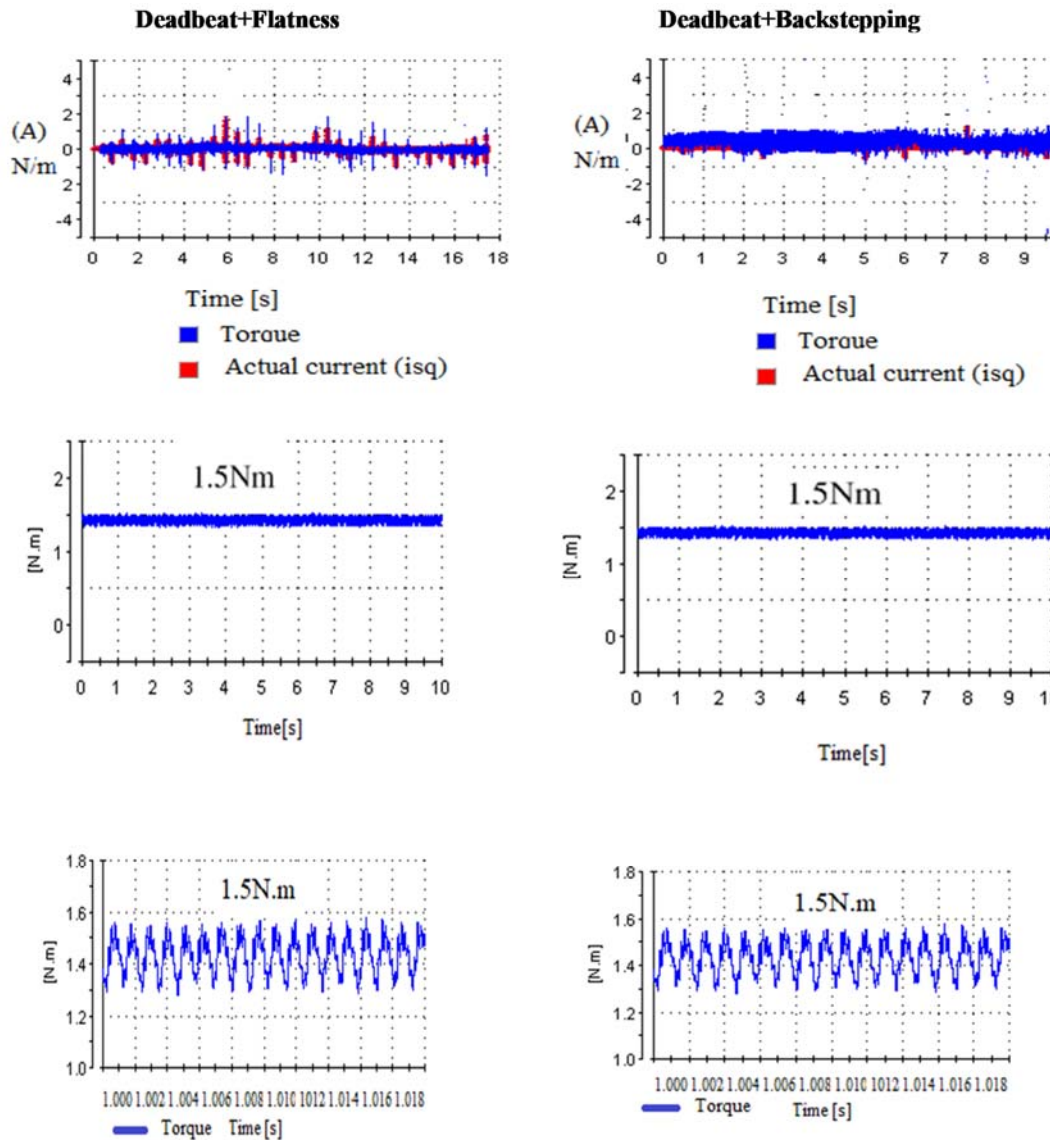 Deadbeat+Flatness
Deadbeat+Backstepping
4
2
(A)
0
N/m
2
-4
0 2 4 6 8 10 12 14 16 18
Time [s]
Toraue
Actual current (isq)
4
2
(A)
0
N/m
-2
-4
0 1 2 3 4 5 6 7 8 9
Time [s]
Toraue
Actual current (isq)
2
1.5Nm
1
[N.m]
0
0 1 2 3 4 5 6 7 8 9 10
Time[s]
2
1.5Nm
1
[N.m]
0
0 1 2 3 4 5 6 7 8 9 1
Time[s]
1.8
1.5N.m
1.6
[N.m]
1.4
1.2
1.0
1.000 1.002 1.004 1.006 1.008 1.010 1012 1.014 1.016 1.018
Torque Time [s]
1.8
1.5N.m
1.6
[N.m]
1.4
1.2
1.0
1.000 1.002 1.004 1.006 1.008 1.010 1012 1.014 1.016 1.018
Torque Time [s]